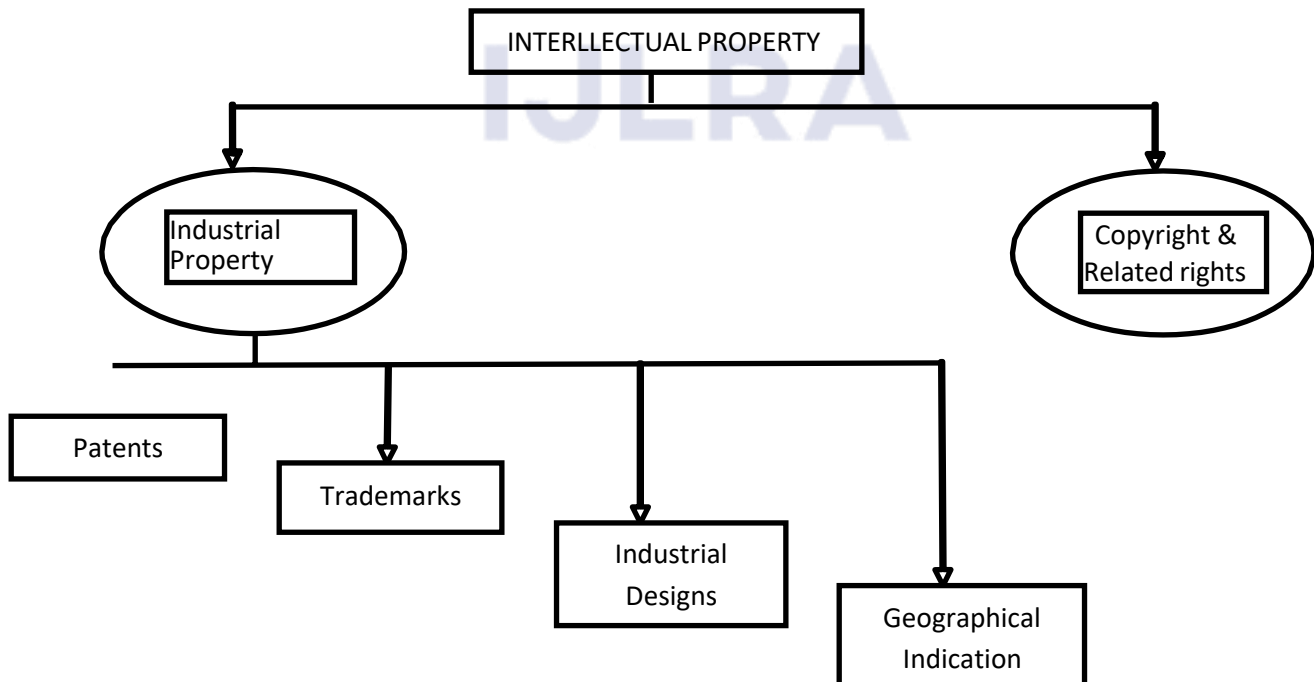 INTERLLECTUAL PROPERTY
IJLRA
Industrial
Property
Copyright &
Related rights
Patents
Trademarks
Industrial
Designs
Geographical
Indication